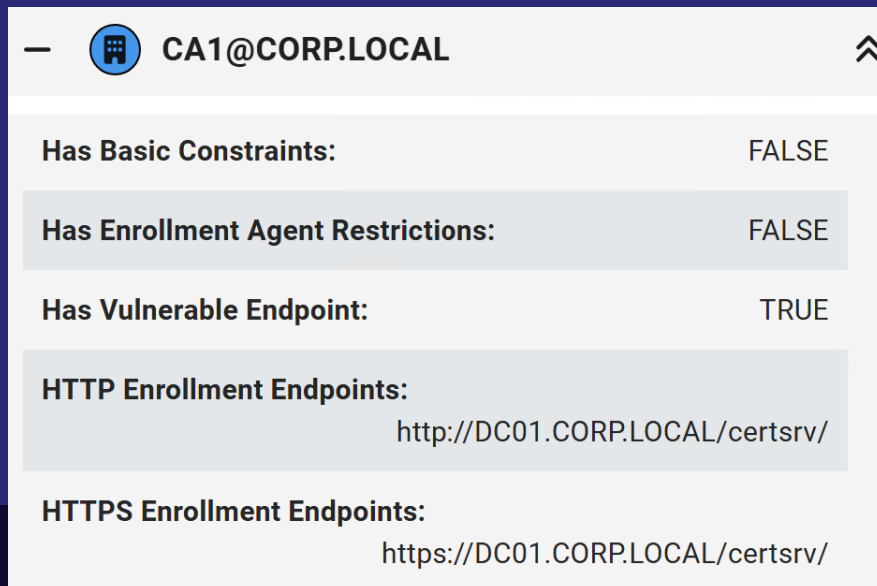 CA1@CORP.LOCAL
Has Basic Constraints: FALSE
Has Enrollment Agent Restrictions: FALSE
Has Vulnerable Endpoint: TRUE
HTTP Enrollment Endpoints:
http://DC01.CORP.LOCAL/certsrv/
HTTPS Enrollment Endpoints:
https://DC01.CORP.LOCAL/certsrv/